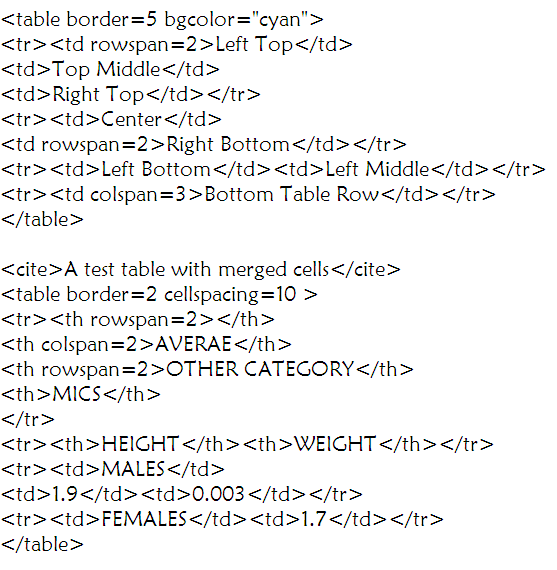 <table border=5 bgcolor="cyan">
<tr><td rowspan=2>Left Top</td>
<td>Top Middle</td>
<td>Right Top</td></tr>
<tr><td>Center</td>
<td rowspan=2>Right Bottom</td></tr>
<tr><td>Left Bottom</td><td>Left Middle</td></tr>
<tr><td colspan=3>Bottom Table Row</td></tr>
</table>

<cite>A test table with merged cells</cite>
<table border=2 cellspacing=10 >
<tr><th rowspan=2></th>
<th colspan=2>AVERAE</th>
<th rowspan=2>OTHER CATEGORY</th>
<th>MICS</th>
</tr>
<tr><th>HEIGHT</th><th>WEIGHT</th></tr>
<tr><td>MALES</td>
<td>1.9</td><td>0.003</td></tr>
<tr><td>FEMALES</td><td>1.7</td></tr>
</table>